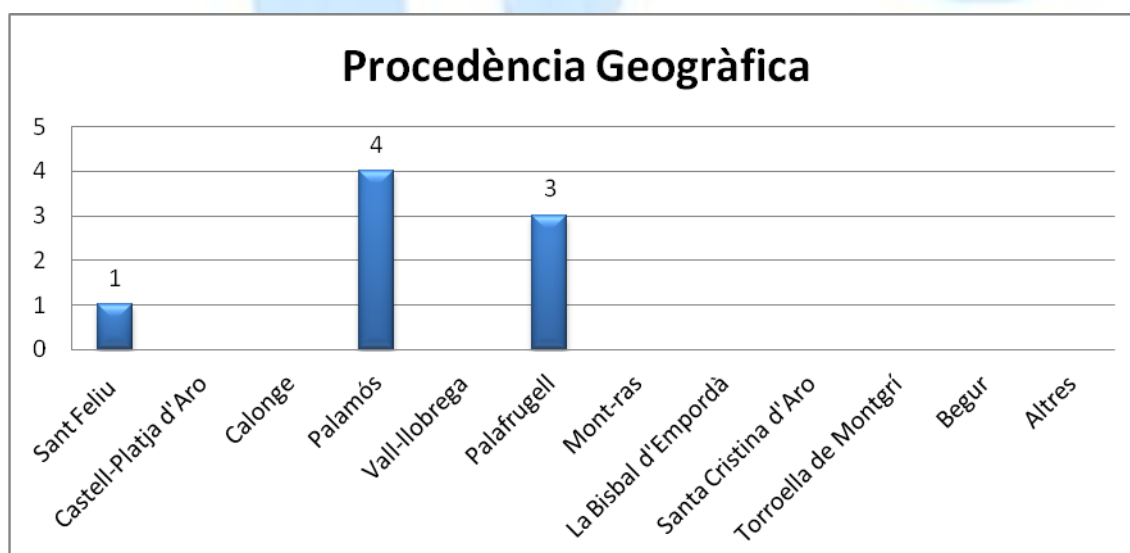 Procedència Geogràfica
5
4
3
2
1
0
1
4
3
Sant Feliu
Castell-Platja d'Aro
Calonge
Palamós
Vall-llobrega
Palafrugell
Mont-ras
La Bisbal d'Empordà
Santa Cristina d'Aro
Torroella de Montgrí
Begur
Altres